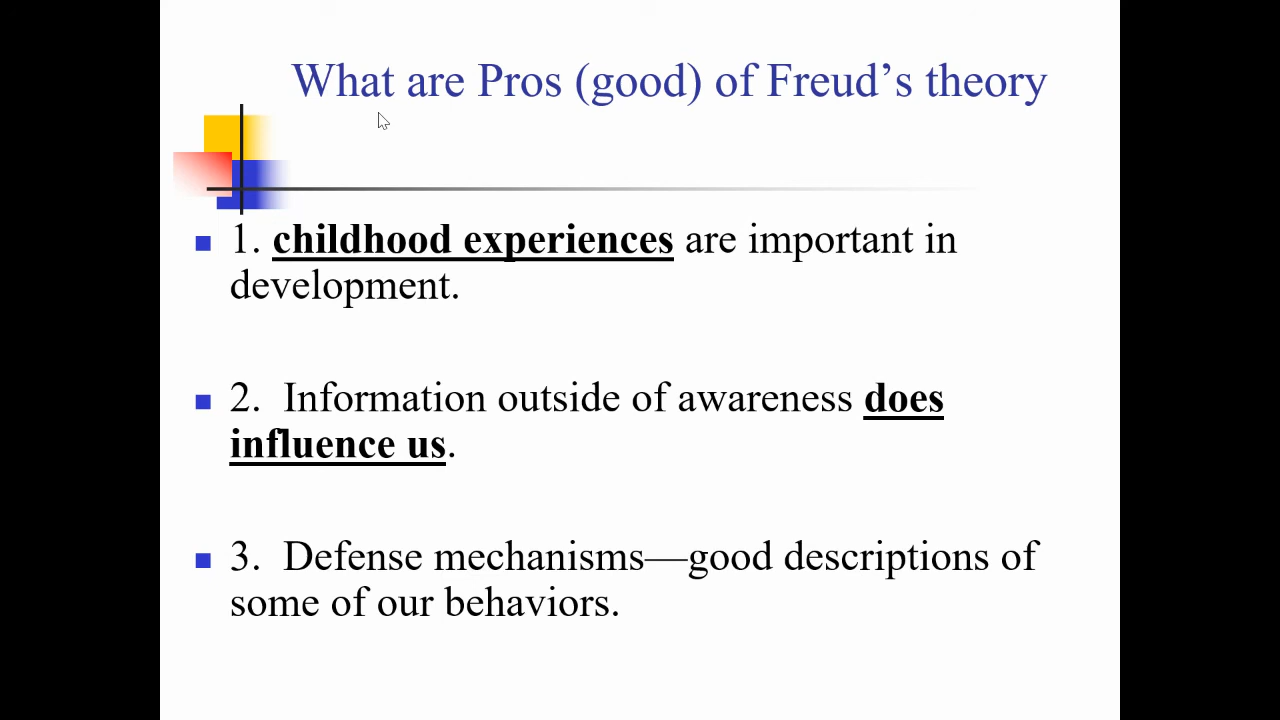 What are Pros (good) of Freud’s theory
1. childhood experiences are important in
development.
2.  Information outside of awareness does
influence us.
3.  Defense mechanisms—good descriptions of
some of our behaviors.